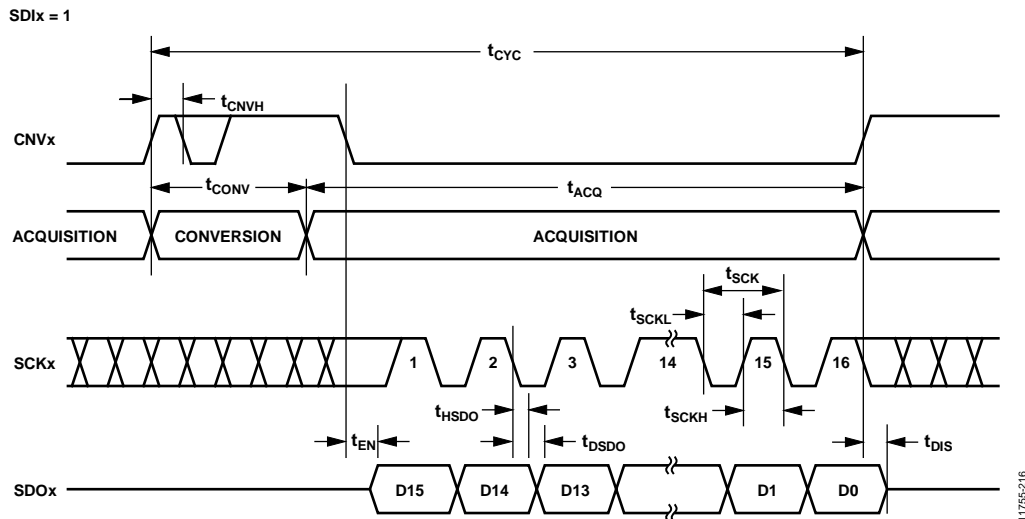 SDIx = 1
tCYC
tCNVH
CNVx
tCONV
tACQ
ACQUISITION
CONVERSION
ACQUISITION
tSCK
tSCKL
SCKx
1
2
3
14
15
16
tHSDO
tSCKH
tEN
tDSDO
tDIS
SDOx
D15
D14
D13
D1
D0
11755-216